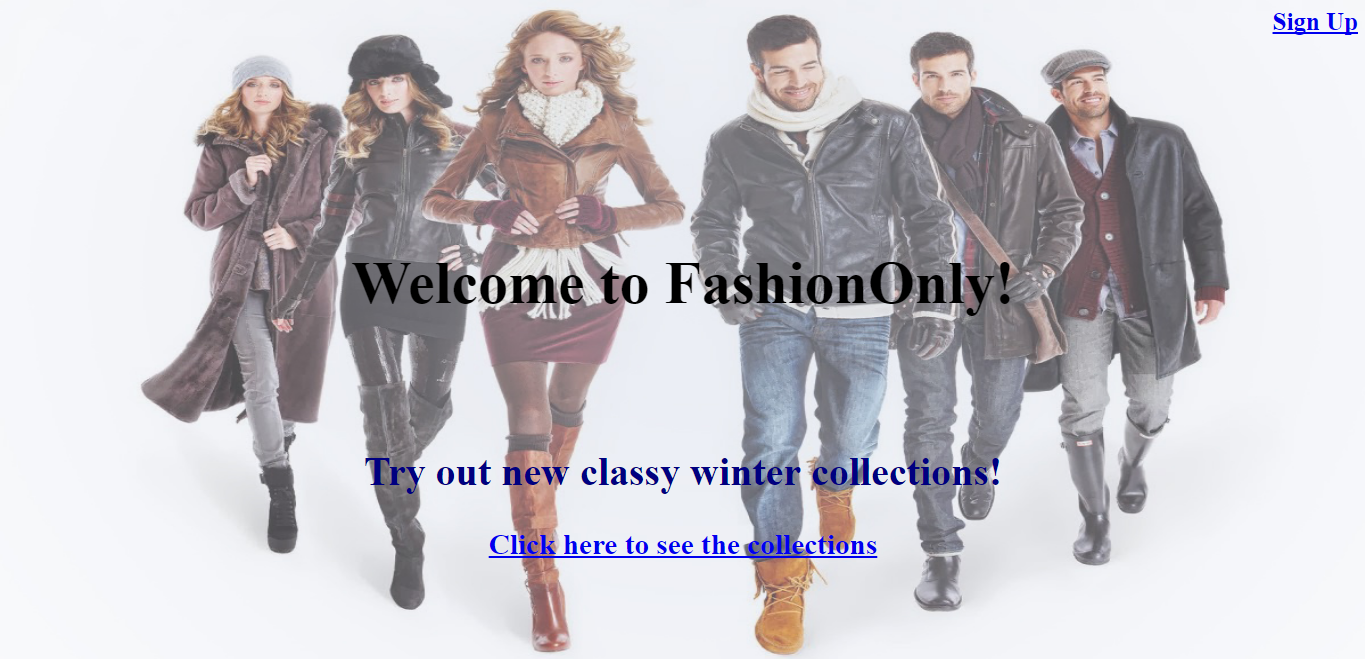 Sign Up
Welcome to FashionOnly!
Try out new classy winter collections!
Click here to see the collections